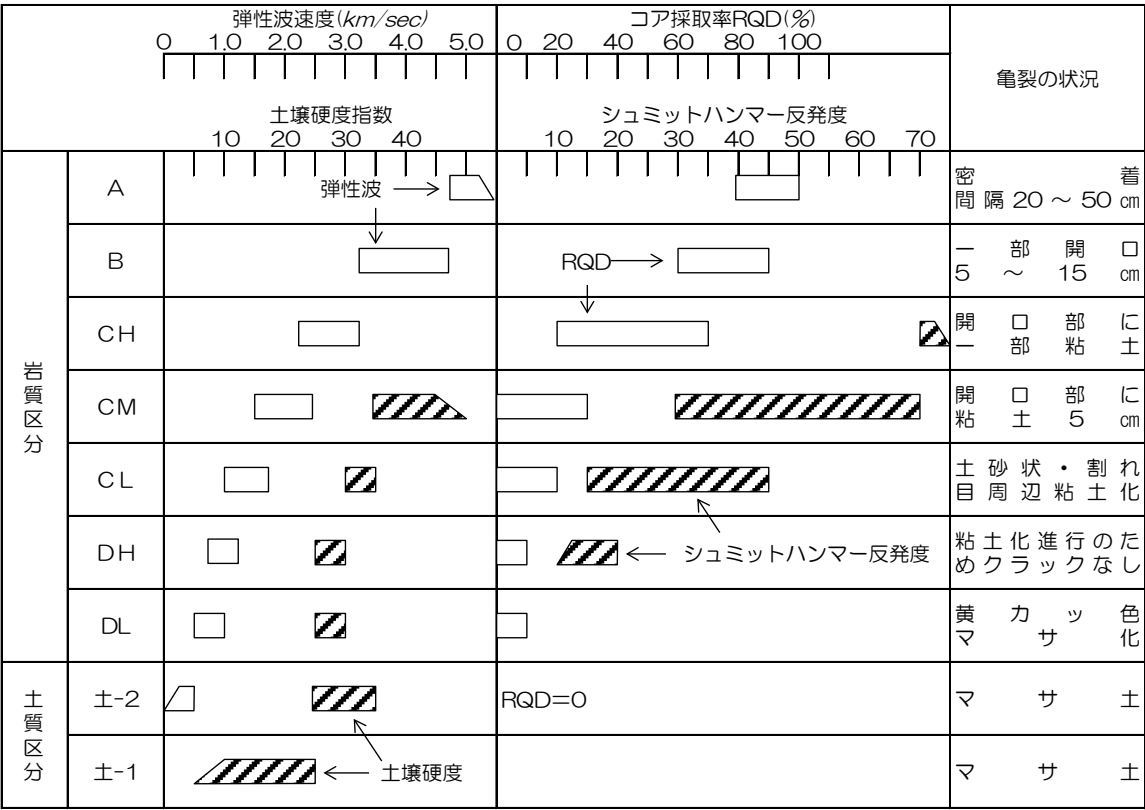 弾性波速度(km/sec)
コア採取率RQD(%)
亀裂の状況
0 1.0 2.0 3.0 4.0 5.0
0 20 40 60 80 100
土壌硬度指数
シュミットハンマー反発度
10 20 30 40
10 20 30 40 50 60 70
岩質区分
A
弾性波
密着
間隔20～50㎝
B
RQD
一部開口
5～15㎝
CH
開口部に
一部粘土
CM
開口部に
粘土5㎝
CL
土砂状・割れ
目周辺粘土化
DH
シュミットハンマー反発度
粘土化進行のた
めクラックなし
DL
黄カッ色
マサ化
土質区分
土-2
RQD=0
マサ土
土-1
土壌硬度
マサ土